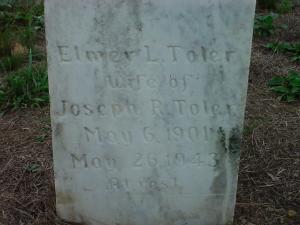 Elmer L. Toler
Wife of
Joseph R. Toler
May 6, 1901
May 26, 1943
At rest